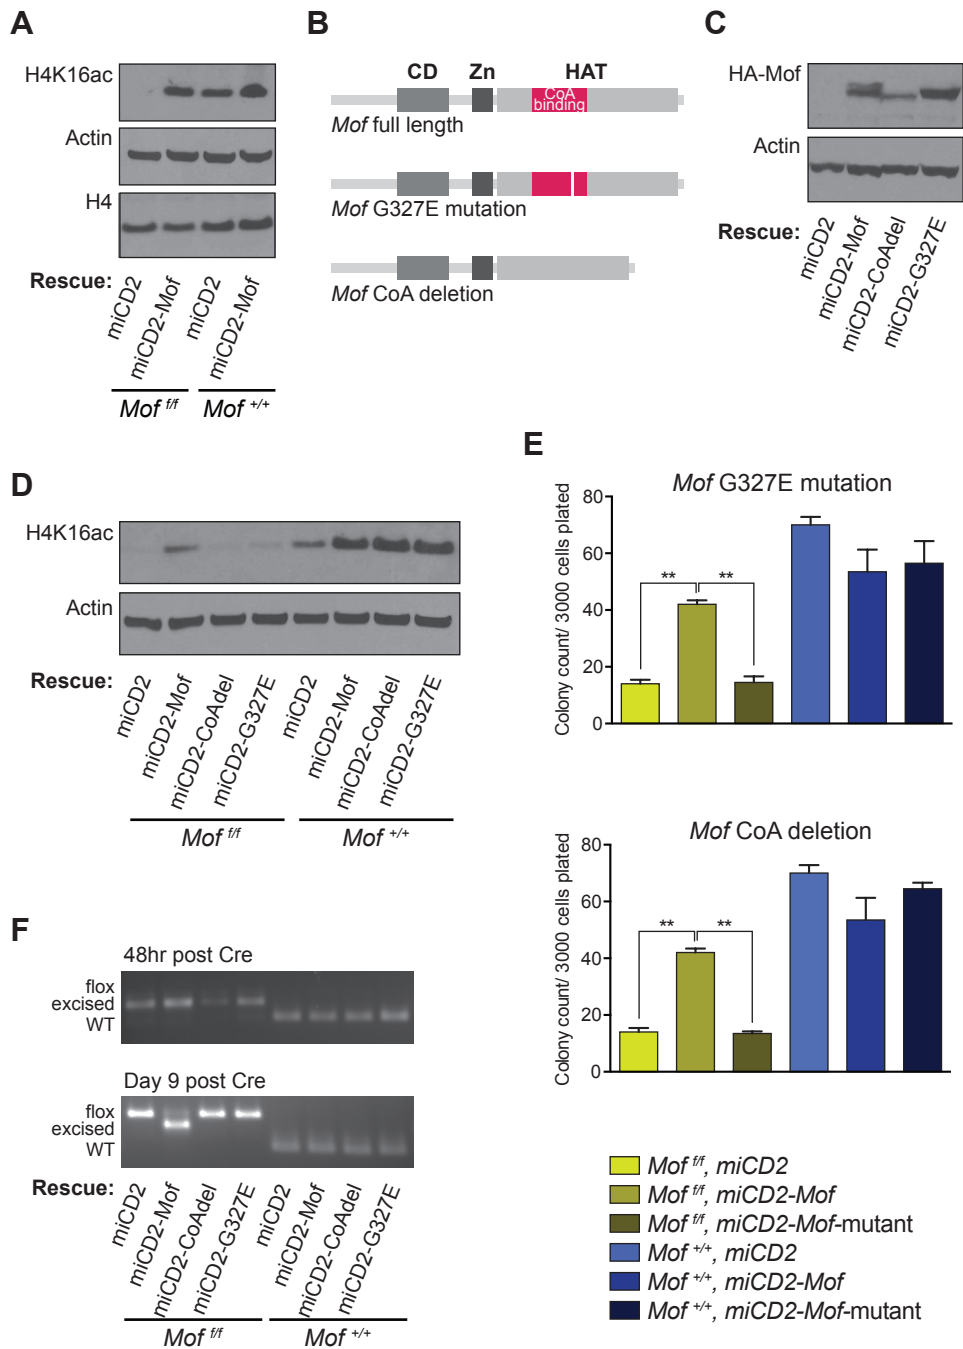 A
H4K16ac
Actin
H4
Rescue:
miCD2
miCD2-Mof
miCD2
miCD2-Mof
Mof f/f
Mof +/+
B
CD Zn HAT
CoA
binding
Mof full length
Mof G327E mutation
Mof CoA deletion
C
HA-Mof
Actin
Rescue:
miCD2
miCD2-Mof
miCD2-CoAdel
miCD2-G327E
D
H4K16ac
Actin
Rescue:
miCD2
miCD2-Mof
miCD2-CoAdel
miCD2-G327E
miCD2
miCD2-Mof
miCD2-CoAdel
miCD2-G327E
Mof f/f
Mof +/+
E
Mof G327E mutation
Colony count/ 3000 cells plated
80
60
40
20
0
** **
Mof CoA deletion
Colony count/ 3000 cells plated
80
60
40
20
0
** **
Mof f/f, miCD2
Mof f/f, miCD2-Mof
Mof f/f, miCD2-Mof-mutant
Mof +/+, miCD2
Mof +/+, miCD2-Mof
Mof +/+, miCD2-Mof-mutant
F
48hr post Cre
flox
excised
WT
Day 9 post Cre
flox
excised
WT
Rescue:
miCD2
miCD2-Mof
miCD2-CoAdel
miCD2-G327E
miCD2
miCD2-Mof
miCD2-CoAdel
miCD2-G327E
Mof f/f
Mof +/+